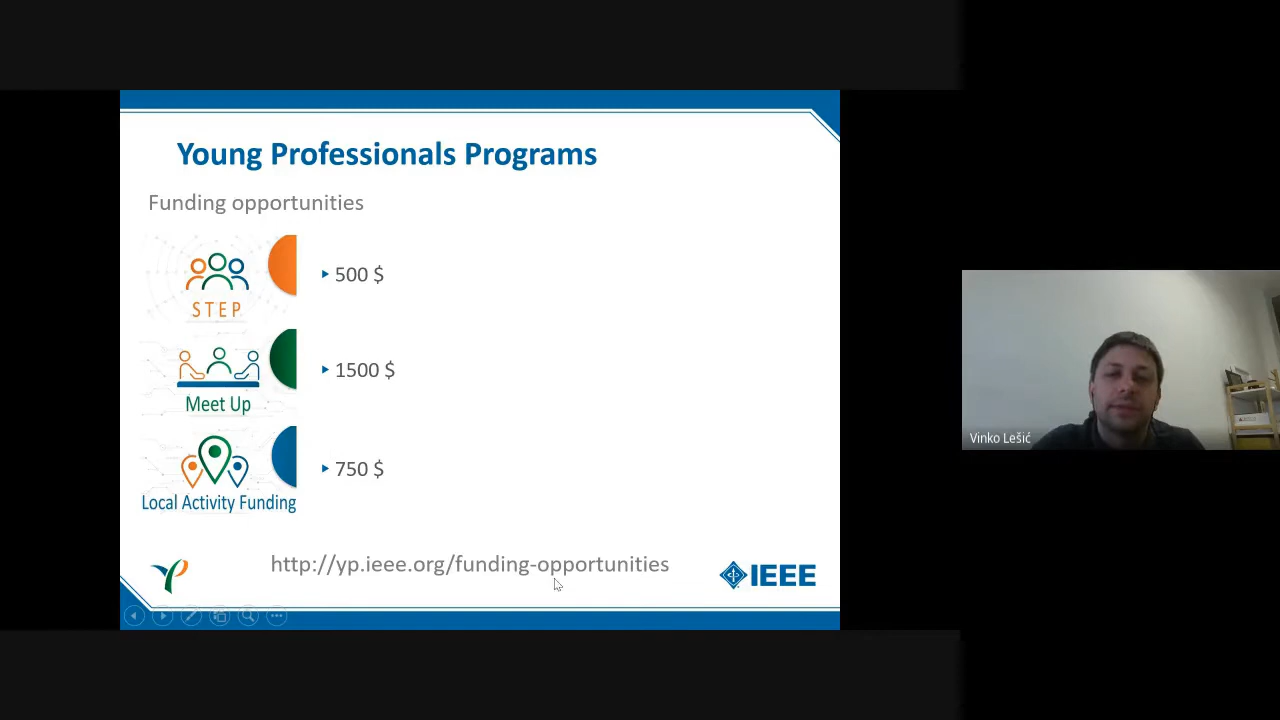 Young Professionals Programs
Funding opportunities
STEP
500 $
Meet Up
1500 $
Local Activity Funding
750 $
http://yp.ieee.org/funding-opportunities
IEEE
Vinko Lešić